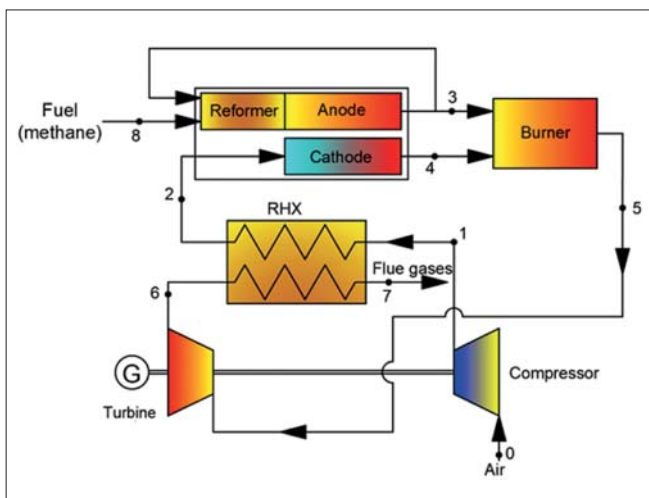 3
Fuel
(methane)
8
Reformer
Anode
Burner
Cathode
4
2
5
RHX
1
Flue gases
6
7
G
Turbine
Compressor
0
Air